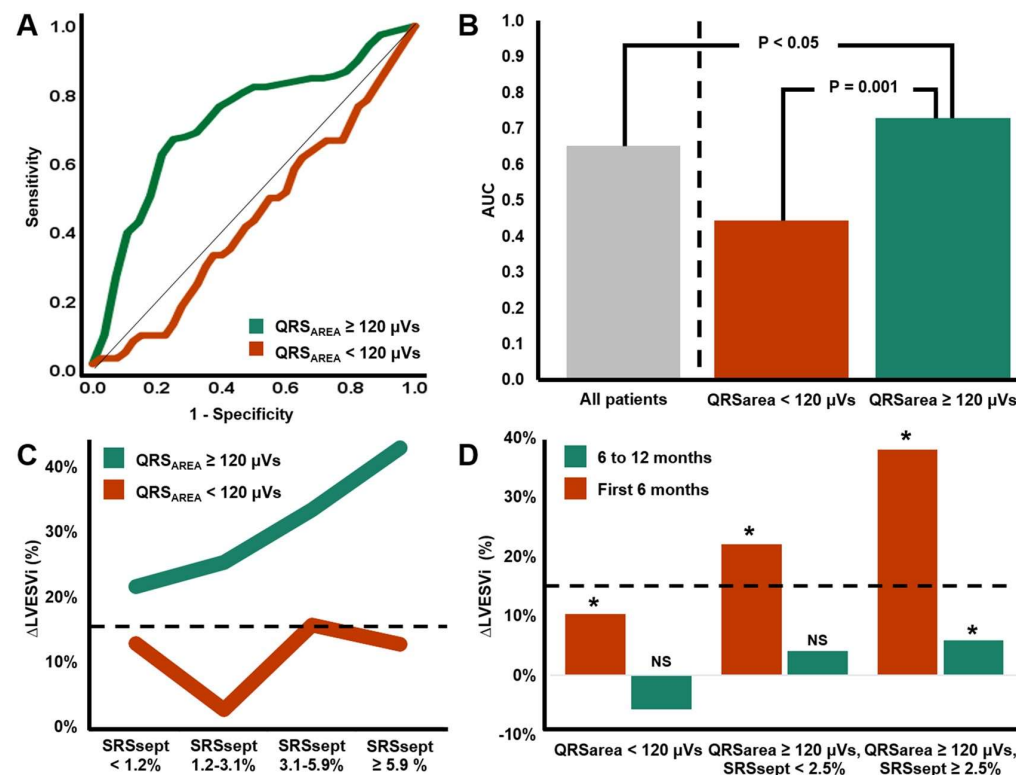 A
1.0
0.8
0.6
0.4
0.2
0.0
Sensitivity
QRSAREA ≥ 120 µVs
QRSAREA < 120 µVs
0.0 0.2 0.4 0.6 0.8 1.0
1 - Specificity
B
1.0
0.9
0.8
0.7
0.6
0.5
0.4
0.3
0.2
0.1
0.0
AUC
P < 0.05
P = 0.001
All patients QRSarea < 120 µVs QRSarea ≥ 120 µVs
C
40%
30%
20%
10%
0%
ΔLVESVi (%)
QRSAREA ≥ 120 µVs
QRSAREA < 120 µVs
SRSsept SRSsept SRSsept SRSsept
< 1.2% 1.2-3.1% 3.1-5.9% ≥ 5.9 %
D
40%
30%
20%
10%
0%
-10%
ΔLVESVi (%)
6 to 12 months
First 6 months
*
NS
*
NS
*
*
QRSarea < 120 µVs QRSarea ≥ 120 µVs, QRSarea ≥ 120 µVs,
SRSsept < 2.5% SRSsept ≥ 2.5%